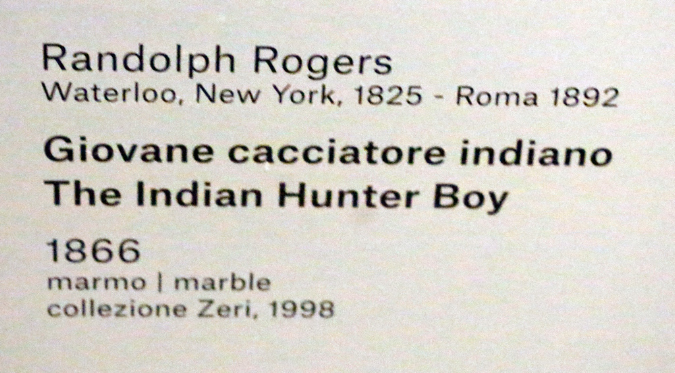 Randolph Rogers
Waterloo, New York, 1825 - Roma 1892
Giovane cacciatore indiano
The Indian Hunter Boy
1866
marmo | marble
collezione Zeri, 1998